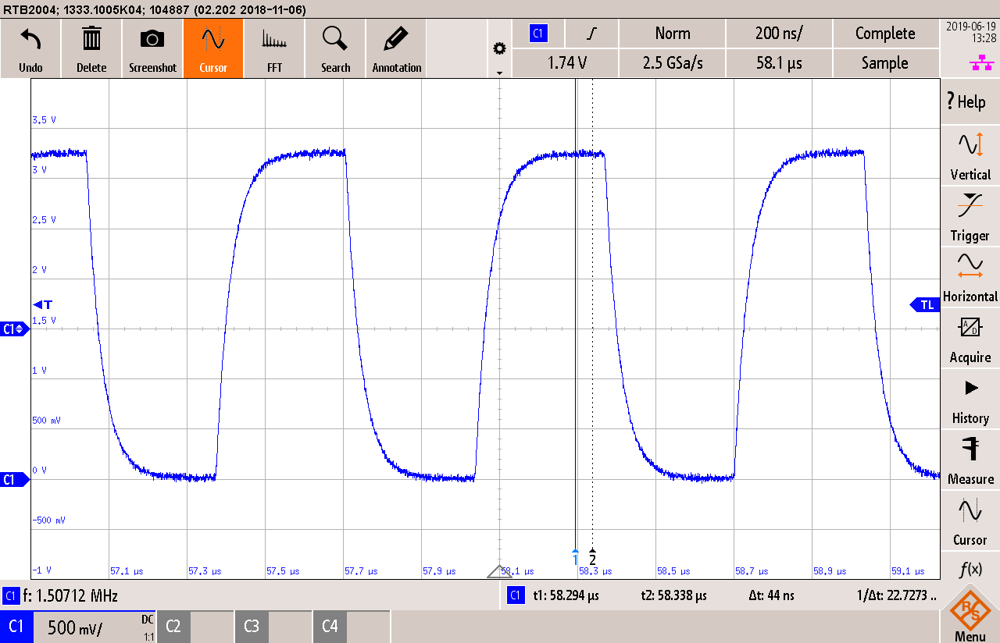 RTB2004; 1333.1005K04; 104887 (02.202 2018-11-06)
Undo
Delete
Screenshot
Cursor
FFT
Search
Annotation
C1
Norm
200 ns/
Complete
1.74 V
2.5 GSa/s
58.1 µs
Sample
2019-06-19
13:28
? Help
Vertical
Trigger
Horizontal
A
D
Acquire
History
Measure
Cursor
f(x)
R S
Menu
3.5 V
3 V
2.5 V
2 V
T
TL
1.5 V
C1
1 V
500 mV
0 V
C1
-500 mV
-1 V
1
2
57.1 µs
57.3 µs
57.5 µs
57.7 µs
57.9 µs
58.1 µs
58.3 µs
58.5 µs
58.7 µs
58.9 µs
59.1 µs
C1 f: 1.50712 MHz
C1 t1: 58.294 µs t2: 58.338 µs Δt: 44 ns 1/Δt: 22.7273 ..
C1 500 mV/ DC 1:1
C2
C3
C4